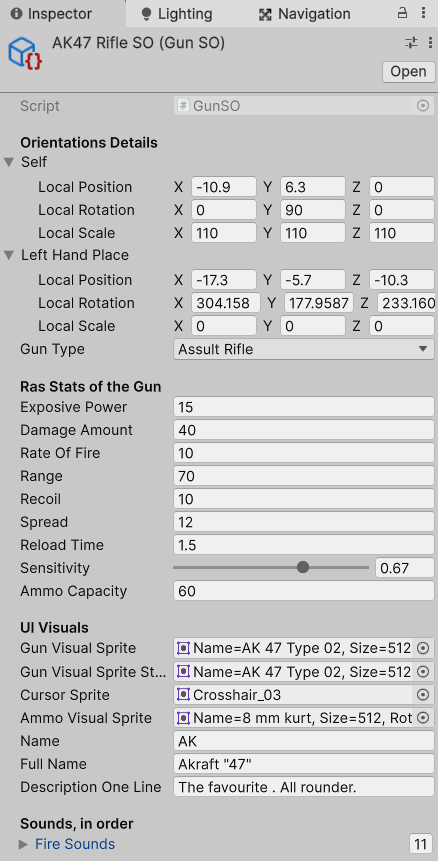 Inspector Lighting Navigation
AK47 Rifle SO (Gun SO)
Open
Script GunSO
Orientations Details
Self
Local Position X -10.9 Y 6.3 Z 0
Local Rotation X 0 Y 90 Z 0
Local Scale X 110 Y 110 Z 110
Left Hand Place
Local Position X -17.3 Y -5.7 Z -10.3
Local Rotation X 304.158 Y 177.9587 Z 233.160
Local Scale X 0 Y 0 Z 0
Gun Type Assult Rifle
Ras Stats of the Gun
Exposive Power 15
Damage Amount 40
Rate Of Fire 10
Range 70
Recoil 10
Spread 12
Reload Time 1.5
Sensitivity 0.67
Ammo Capacity 60
UI Visuals
Gun Visual Sprite Name=AK 47 Type 02, Size=512
Gun Visual Sprite St... Name=AK 47 Type 02, Size=512
Cursor Sprite Crosshair_03
Ammo Visual Sprite Name=8 mm kurt, Size=512, Rot
Name AK
Full Name Akraft "47"
Description One Line The favourite . All rounder.
Sounds, in order
Fire Sounds 11